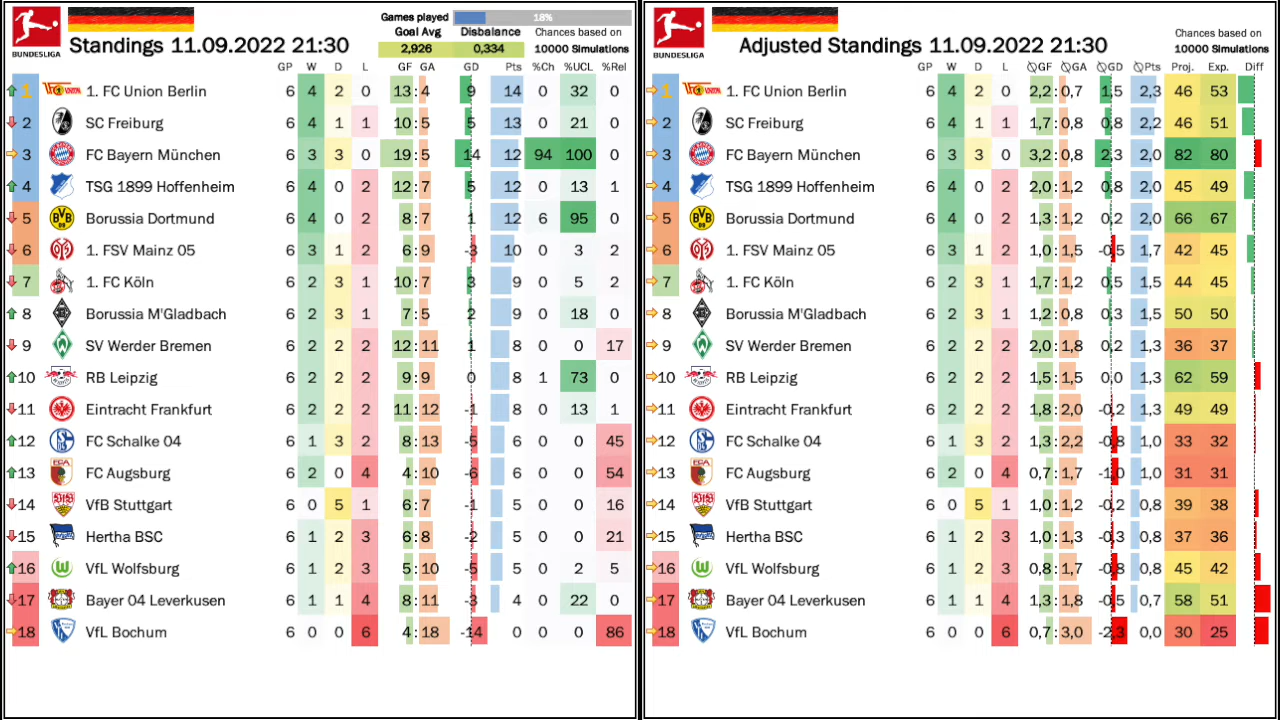 BUNDESLIGA
Standings 11.09.2022 21:30
Games played 18%
Goal Avg Disbalance
2,926 0,334
Chances based on
10000 Simulations
GP W D L GF GA GD Pts %Ch %UCL %Rel
1 1. FC Union Berlin 6 4 2 0 13 : 4 9 14 0 32 0
2 SC Freiburg 6 4 1 1 10 : 5 5 13 0 21 0
3 FC Bayern München 6 3 3 0 19 : 5 14 12 94 100 0
4 TSG 1899 Hoffenheim 6 4 0 2 12 : 7 5 12 0 13 1
5 Borussia Dortmund 6 4 0 2 8 : 7 1 12 6 95 0
6 1. FSV Mainz 05 6 3 1 2 6 : 9 -3 10 0 3 2
7 1. FC Köln 6 2 3 1 10 : 7 3 9 0 5 2
8 Borussia M'Gladbach 6 2 3 1 7 : 5 2 9 0 18 0
9 SV Werder Bremen 6 2 2 2 12 : 11 1 8 0 0 17
10 RB Leipzig 6 2 2 2 9 : 9 0 8 1 73 0
11 Eintracht Frankfurt 6 2 2 2 11 : 12 -1 8 0 13 1
12 FC Schalke 04 6 1 3 2 8 : 13 -5 6 0 0 45
13 FC Augsburg 6 2 0 4 4 : 10 -6 6 0 0 54
14 VfB Stuttgart 6 0 5 1 6 : 7 -1 5 0 0 16
15 Hertha BSC 6 1 2 3 6 : 8 -2 5 0 0 21
16 VfL Wolfsburg 6 1 2 3 5 : 10 -5 5 0 2 5
17 Bayer 04 Leverkusen 6 1 1 4 8 : 11 -3 4 0 22 0
18 VfL Bochum 6 0 0 6 4 : 18 -14 0 0 0 86
BUNDESLIGA
Adjusted Standings 11.09.2022 21:30
Chances based on
10000 Simulations
GP W D L ∅GF ∅GA ∅GD ∅Pts Proj. Exp. Diff
1 1. FC Union Berlin 6 4 2 0 2,2 : 0,7 1,5 2,3 46 53
2 SC Freiburg 6 4 1 1 1,7 : 0,8 0,8 2,2 46 51
3 FC Bayern München 6 3 3 0 3,2 : 0,8 2,3 2,0 82 80
4 TSG 1899 Hoffenheim 6 4 0 2 2,0 : 1,2 0,8 2,0 45 49
5 Borussia Dortmund 6 4 0 2 1,3 : 1,2 0,2 2,0 66 67
6 1. FSV Mainz 05 6 3 1 2 1,0 : 1,5 -0,5 1,7 42 45
7 1. FC Köln 6 2 3 1 1,7 : 1,2 0,5 1,5 44 45
8 Borussia M'Gladbach 6 2 3 1 1,2 : 0,8 0,3 1,5 50 50
9 SV Werder Bremen 6 2 2 2 2,0 : 1,8 0,2 1,3 36 37
10 RB Leipzig 6 2 2 2 1,5 : 1,5 0,0 1,3 62 59
11 Eintracht Frankfurt 6 2 2 2 1,8 : 2,0 -0,2 1,3 49 49
12 FC Schalke 04 6 1 3 2 1,3 : 2,2 -0,8 1,0 33 32
13 FC Augsburg 6 2 0 4 0,7 : 1,7 -1,0 1,0 31 31
14 VfB Stuttgart 6 0 5 1 1,0 : 1,2 -0,2 0,8 39 38
15 Hertha BSC 6 1 2 3 1,0 : 1,3 -0,3 0,8 37 36
16 VfL Wolfsburg 6 1 2 3 0,8 : 1,7 -0,8 0,8 45 42
17 Bayer 04 Leverkusen 6 1 1 4 1,3 : 1,8 -0,5 0,7 58 51
18 VfL Bochum 6 0 0 6 0,7 : 3,0 -2,3 0,0 30 25